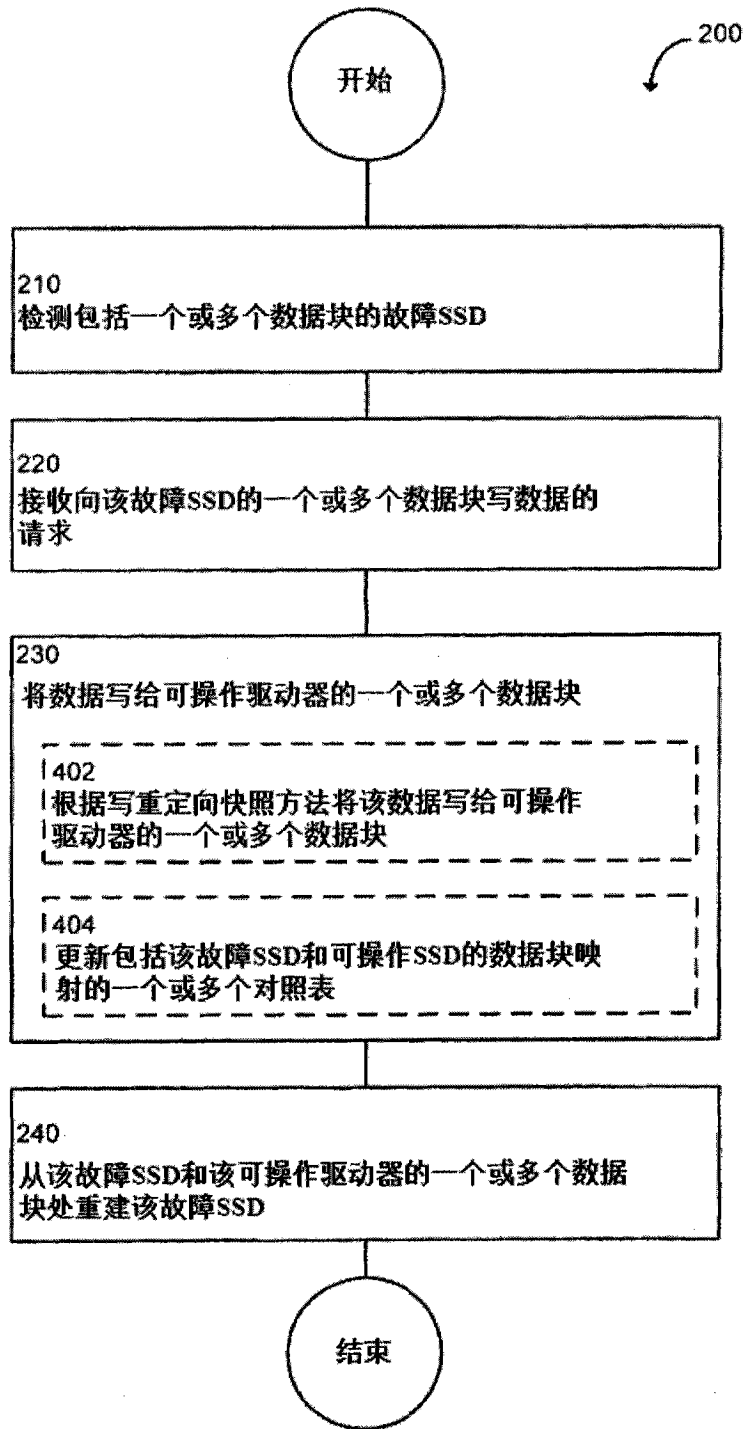 200
开始
210
检测包括一个或多个数据块的故障SSD
220
接收向该故障SSD的一个或多个数据块写数据的
请求
230
将数据写给可操作驱动器的一个或多个数据块
402
根据写重定向快照方法将该数据写给可操作
驱动器的一个或多个数据块
404
更新包括该故障SSD和可操作SSD的数据块映
射的一个或多个对照表
240
从该故障SSD和该可操作驱动器的一个或多个数据
块处重建该故障SSD
结束